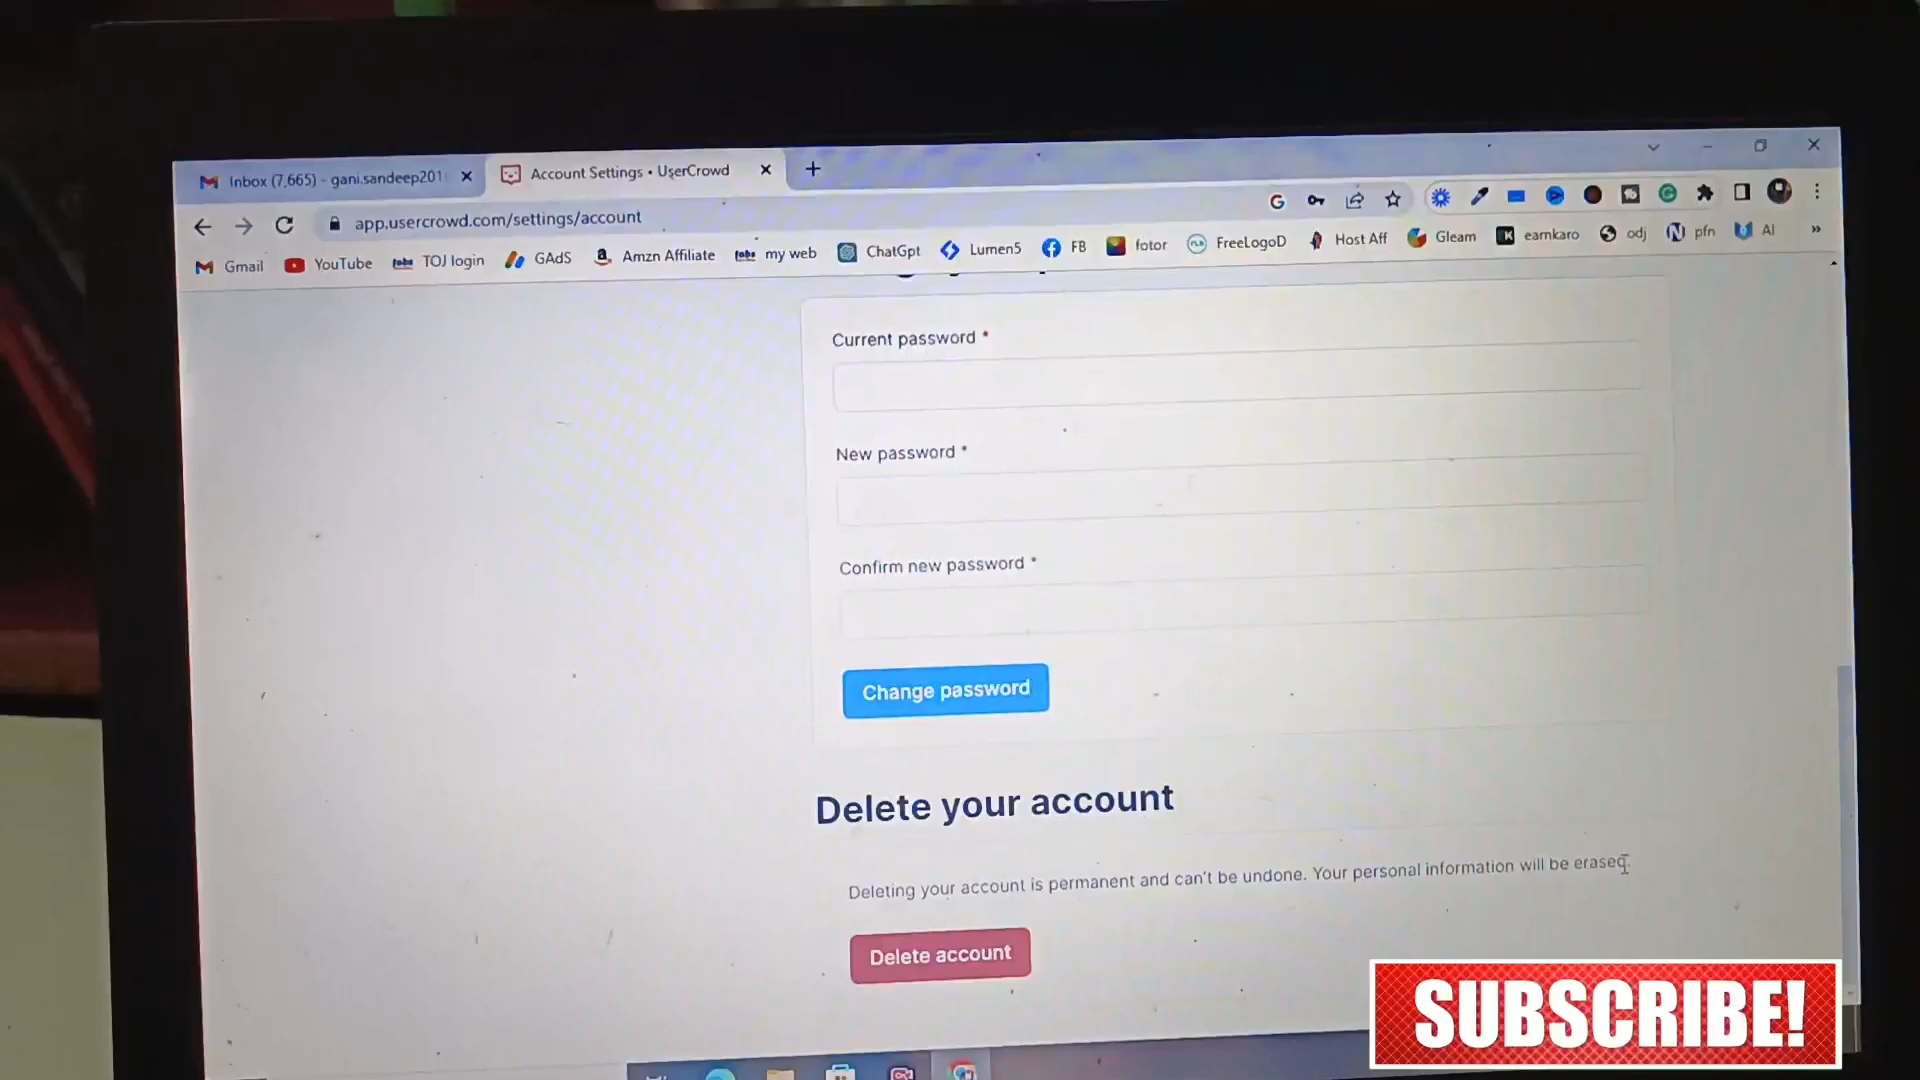 Inbox (7,665) - gani.sandeep201
Account Settings • UserCrowd
app.usercrowd.com/settings/account
Gmail YouTube TOJ login GAdS Amzn Affiliate my web ChatGpt Lumen5 FB fotor FreeLogoD Host Aff Gleam earnkaro odj pfn AI »
Current password *
New password *
Confirm new password *
Change password
Delete your account
Deleting your account is permanent and can't be undone. Your personal information will be erased.
Delete account
SUBSCRIBE!